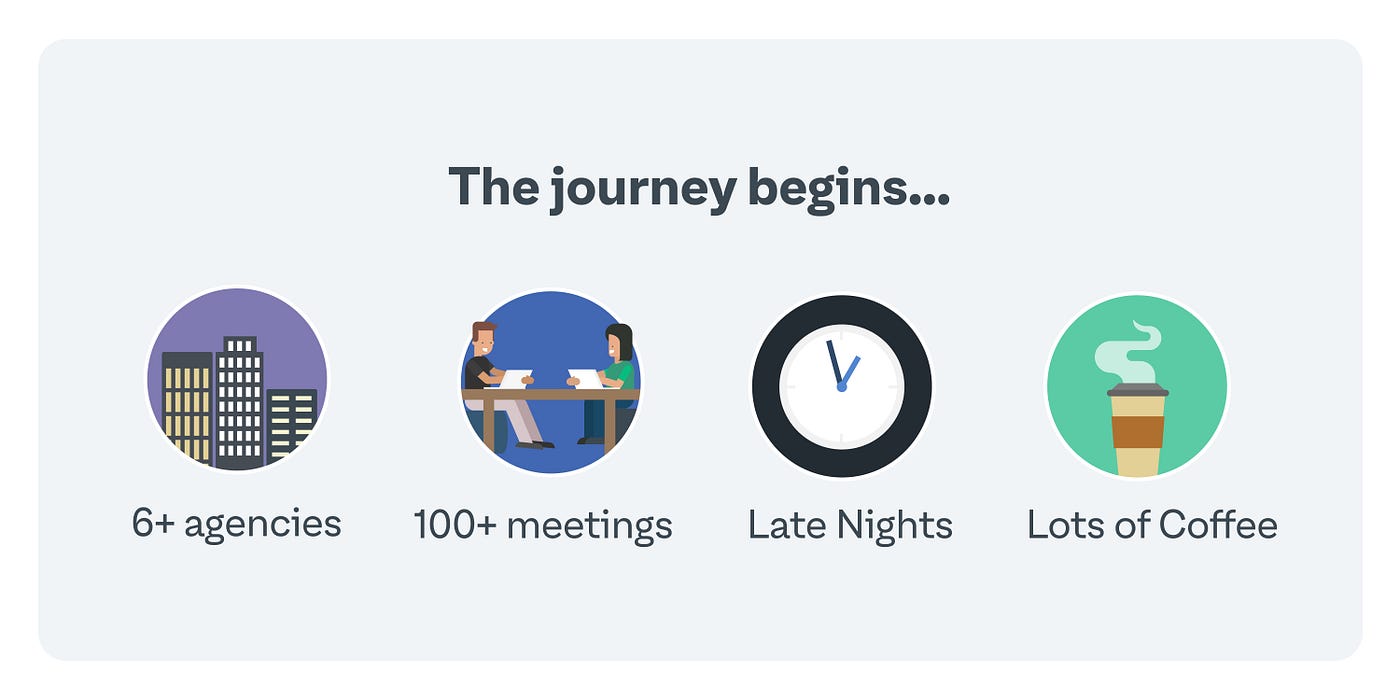 The journey begins...
6+ agencies
100+ meetings
Late Nights
Lots of Coffee